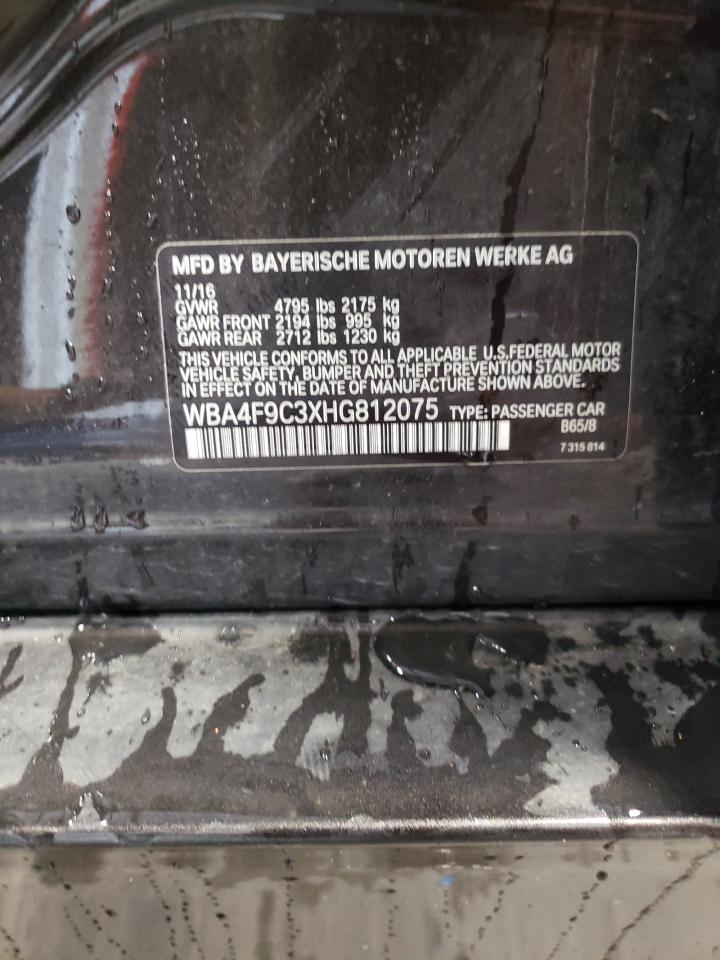 MFD BY BAYERISCHE MOTOREN WERKE AG
11/16
GVWR 4795 lbs 2175 kg
GAWR FRONT 2194 lbs 995 kg
GAWR REAR 2712 lbs 1230 kg
THIS VEHICLE CONFORMS TO ALL APPLICABLE U.S.FEDERAL MOTOR
VEHICLE SAFETY, BUMPER AND THEFT PREVENTION STANDARDS
IN EFFECT ON THE DATE OF MANUFACTURE SHOWN ABOVE.
WBA4F9C3XHG812075 TYPE: PASSENGER CAR
B65/8
7 315 814